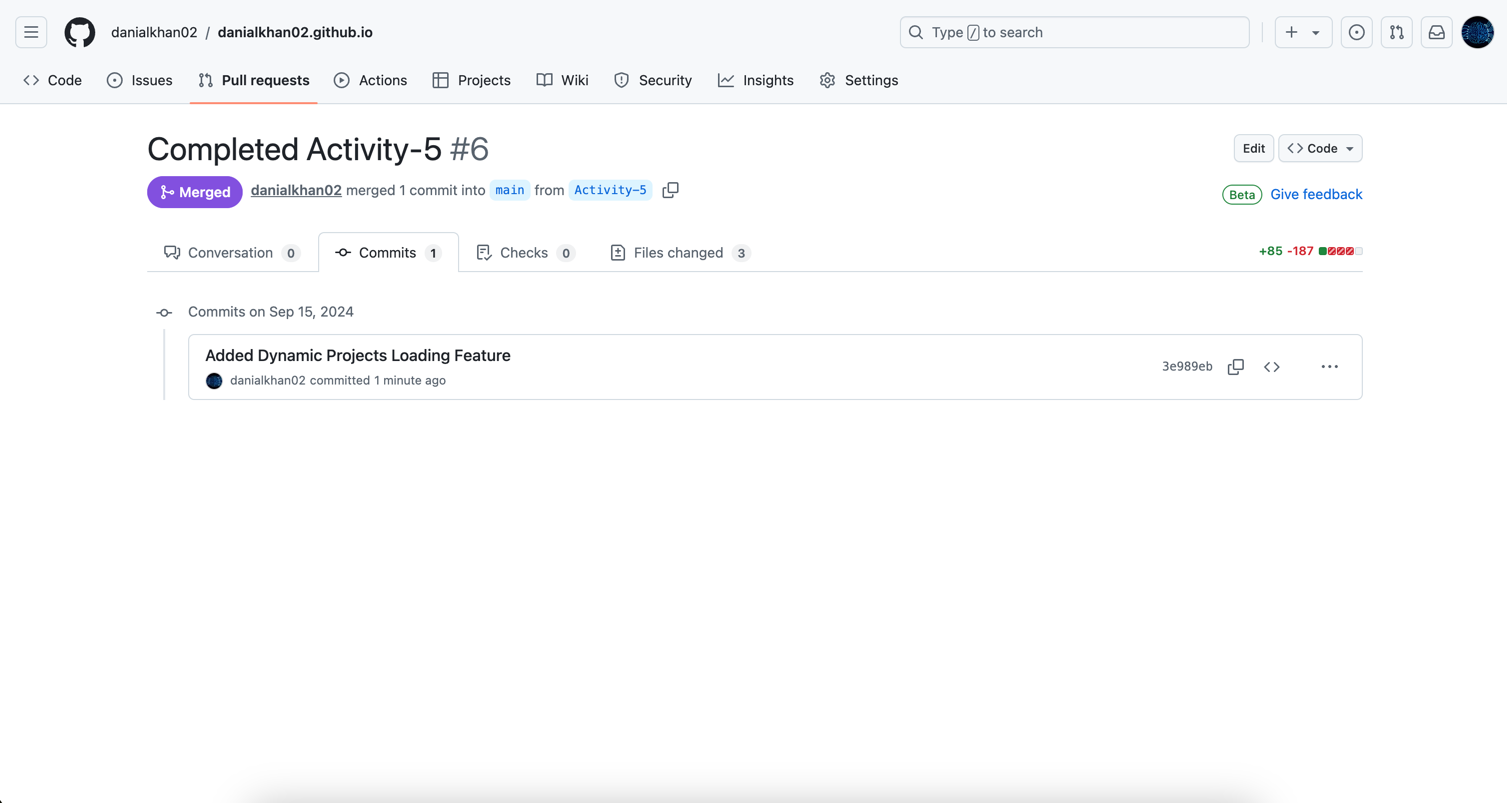 danialkhan02 / danialkhan02.github.io
Type / to search
Code Issues Pull requests Actions Projects Wiki Security Insights Settings
Completed Activity-5 #6
Edit
Code
Merged danialkhan02 merged 1 commit into main from Activity-5
Beta Give feedback
Conversation 0 Commits 1 Checks 0 Files changed 3
+85 -187
Commits on Sep 15, 2024
Added Dynamic Projects Loading Feature
danialkhan02 committed 1 minute ago
3e989eb